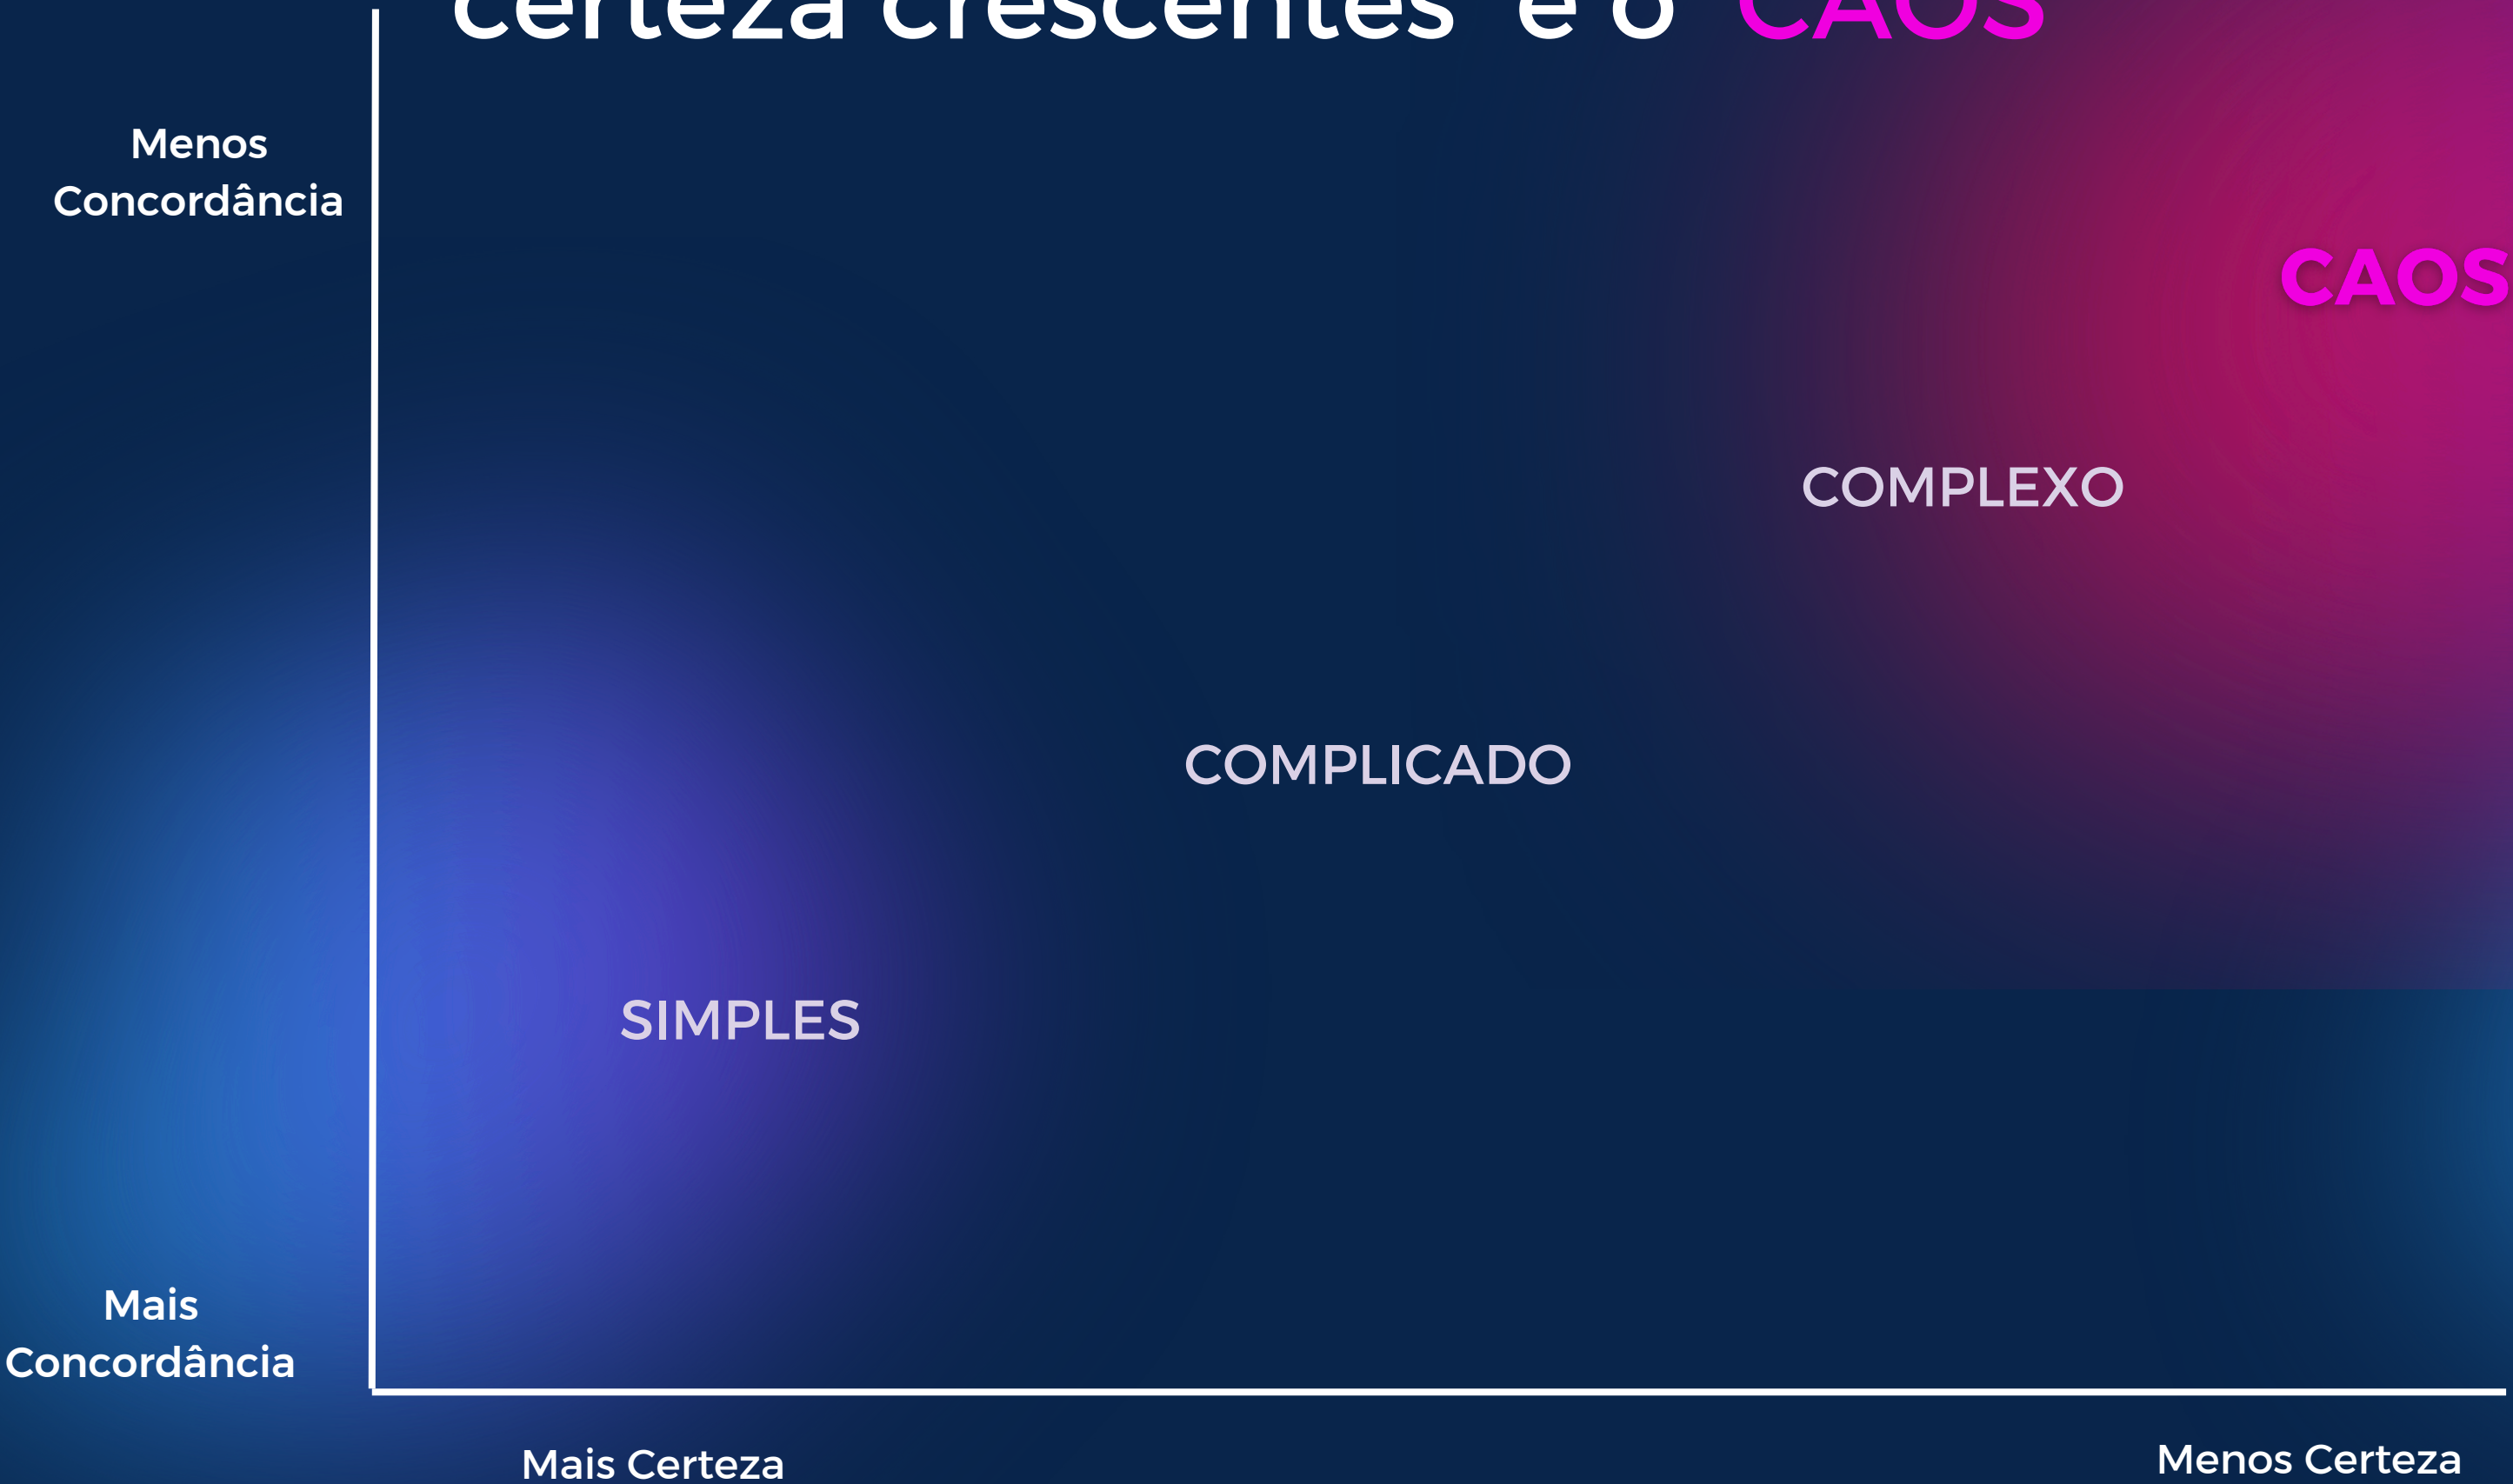 certeza crescentes e o CAOS
Menos
Concordância
CAOS
COMPLEXO
COMPLICADO
SIMPLES
Mais
Concordância
Mais Certeza
Menos Certeza